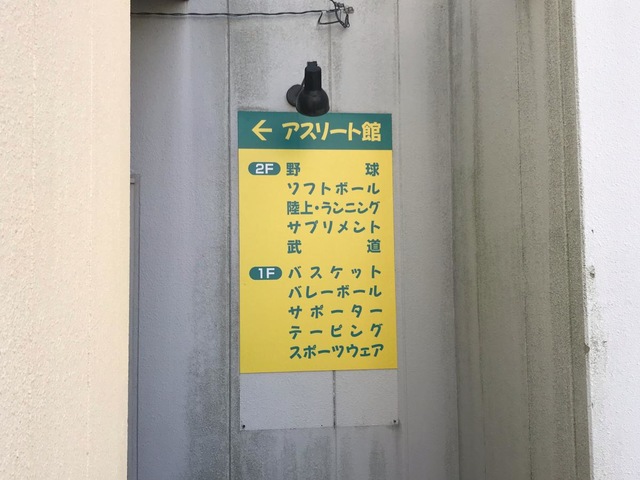 ← アスリート館
2F 野球
ソフトボール
陸上・ランニング
サプリメント
武道
1F バスケット
バレーボール
サポーター
テーピング
スポーツウェア